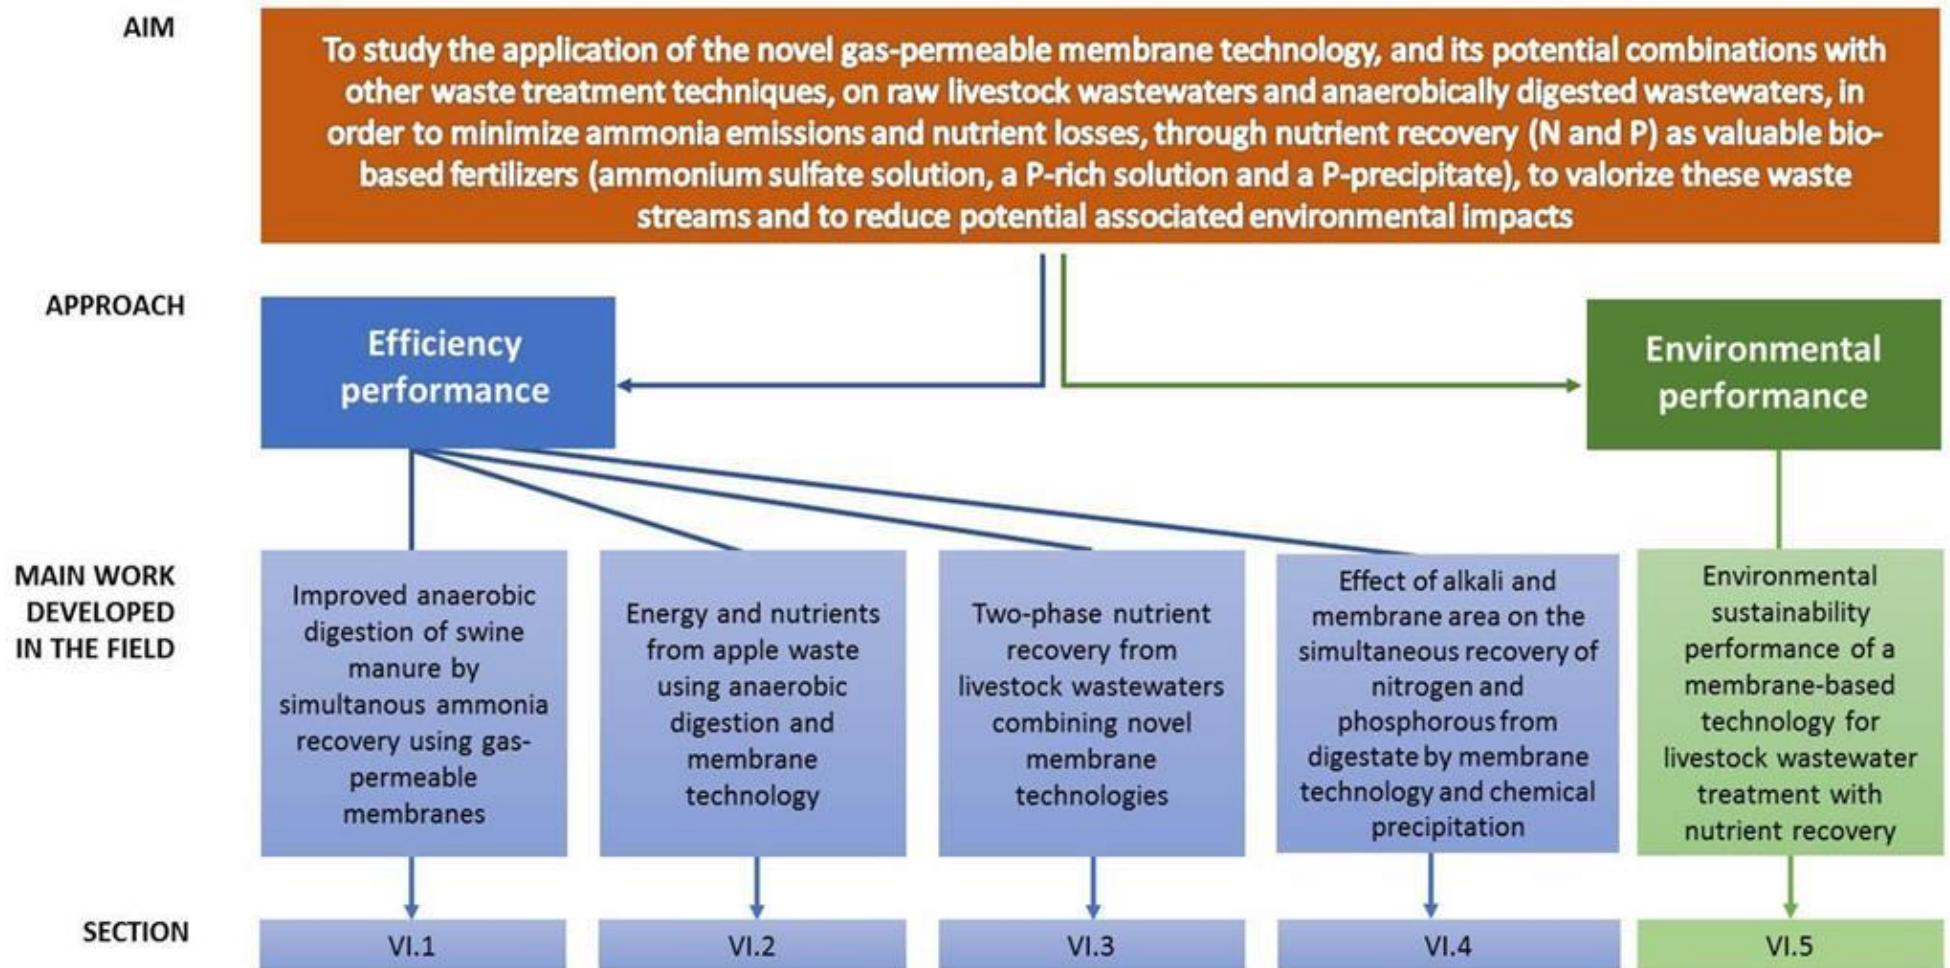 AIM
To study the application of the novel gas-permeable membrane technology, and its potential combinations with
other waste treatment techniques, on raw livestock wastewaters and anaerobically digested wastewaters, in
order to minimize ammonia emissions and nutrient losses, through nutrient recovery (N and P) as valuable bio-
based fertilizers (ammonium sulfate solution, a P-rich solution and a P-precipitate), to valorize these waste
streams and to reduce potential associated environmental impacts
APPROACH
Efficiency
performance
Environmental
performance
MAIN WORK
DEVELOPED
IN THE FIELD
Improved anaerobic
digestion of swine
manure by
simultanous ammonia
recovery using gas-
permeable
membranes
Energy and nutrients
from apple waste
using anaerobic
digestion and
membrane
technology
Two-phase nutrient
recovery from
livestock wastewaters
combining novel
membrane
technologies
Effect of alkali and
membrane area on the
simultaneous recovery of
nitrogen and
phosphorous from
digestate by membrane
technology and chemical
precipitation
Environmental
sustainability
performance of a
membrane-based
technology for
livestock wastewater
treatment with
nutrient recovery
SECTION
VI.1
VI.2
VI.3
VI.4
VI.5